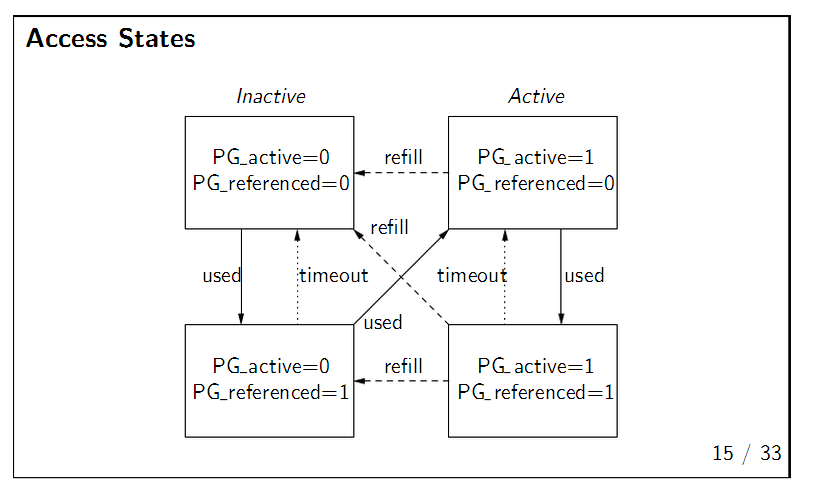 Access States
Inactive
Active
PG_active=0
PG_referenced=0
refill
PG_active=1
PG_referenced=0
refill
used
timeout
timeout
used
used
PG_active=0
PG_referenced=1
refill
PG_active=1
PG_referenced=1
15 / 33